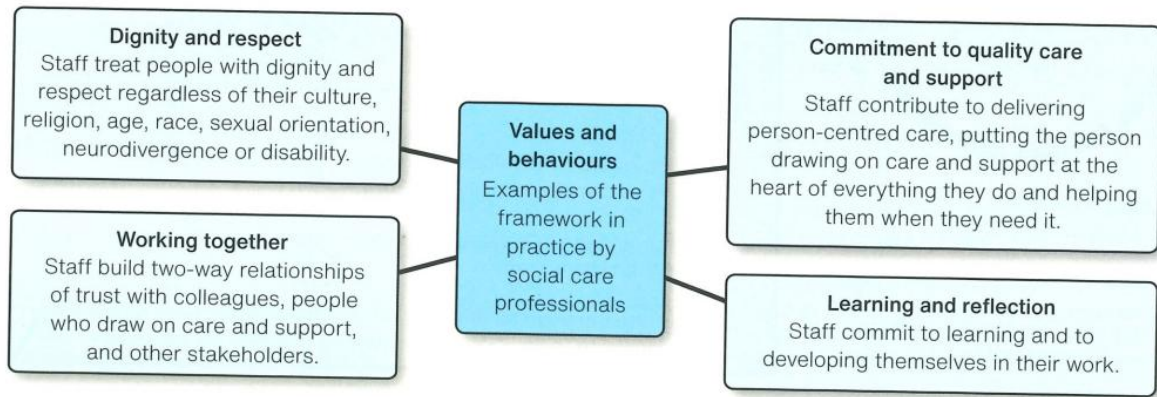 Dignity and respect
Staff treat people with dignity and
respect regardless of their culture,
religion, age, race, sexual orientation,
neurodivergence or disability.
Working together
Staff build two-way relationships
of trust with colleagues, people
who draw on care and support,
and other stakeholders.
Values and
behaviours
Examples of the
framework in
practice by
social care
professionals
Commitment to quality care
and support
Staff contribute to delivering
person-centred care, putting the person
drawing on care and support at the
heart of everything they do and helping
them when they need it.
Learning and reflection
Staff commit to learning and to
developing themselves in their work.